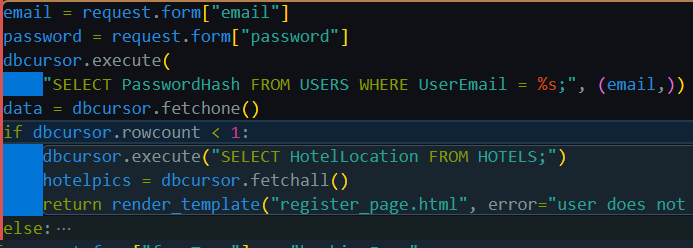 email = request.form["email"]
password = request.form["password"]
dbcursor.execute(
"SELECT PasswordHash FROM USERS WHERE UserEmail = %s;", (email,))
data = dbcursor.fetchone()
if dbcursor.rowcount < 1:
dbcursor.execute("SELECT HotelLocation FROM HOTELS;")
hotelpics = dbcursor.fetchall()
return render_template("register_page.html", error="user does not
else: ...